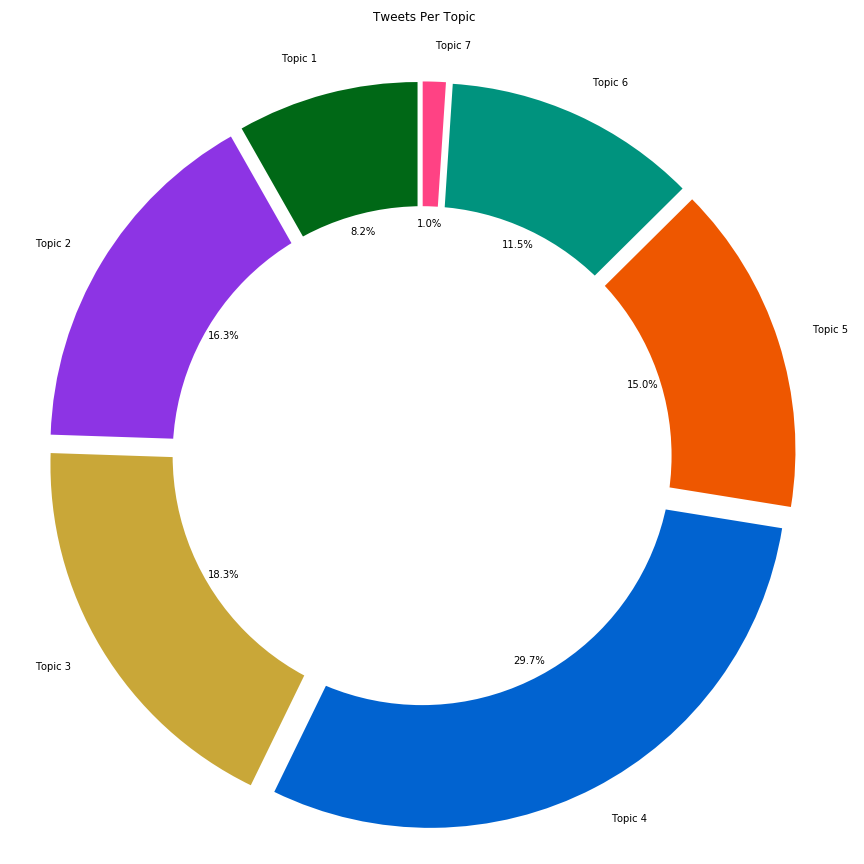 Tweets Per Topic
Topic 7
Topic 1
Topic 6
1.0%
8.2%
11.5%
Topic 2
Topic 5
16.3%
15.0%
18.3%
29.7%
Topic 3
Topic 4